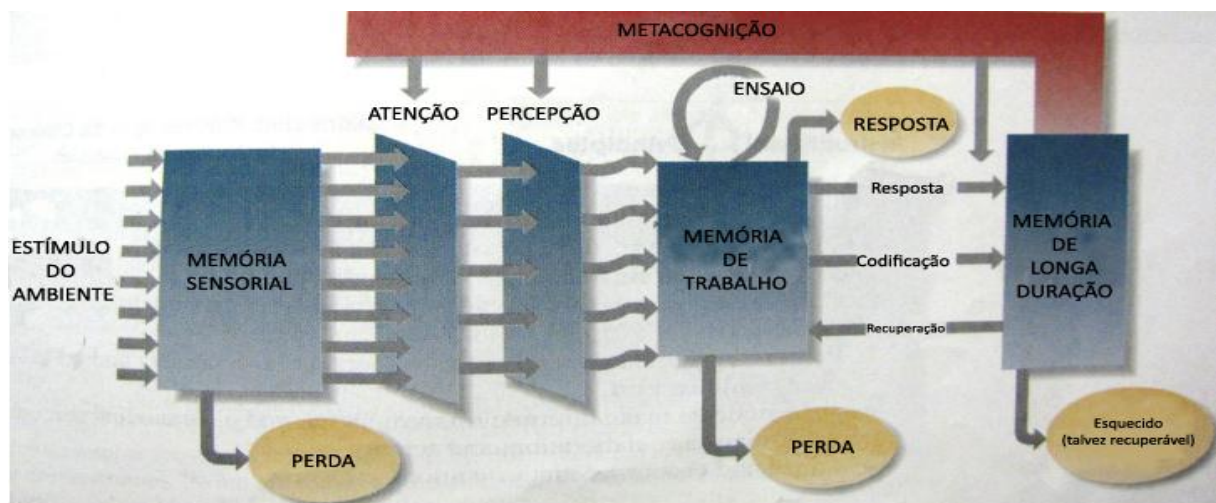 METACOGNIÇÃO
ENSAIO
ATENÇÃO
PERCEPÇÃO
RESPOSTA
Resposta
ESTÍMULO
DO
AMBIENTE
MEMÓRIA
SENSORIAL
MEMÓRIA
DE
TRABALHO
Codificação
MEMÓRIA
DE
LONGA
DURAÇÃO
Recuperação
PERDA
PERDA
Esquecido
(talvez recuperável)